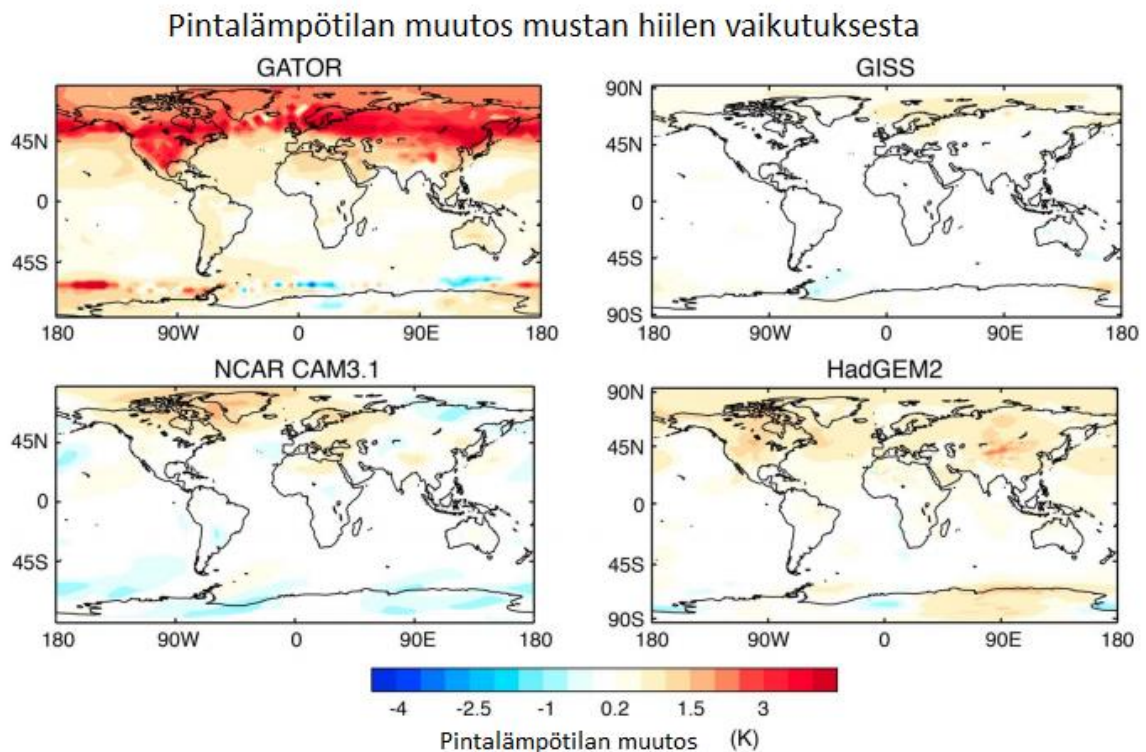 Pintalämpötilan muutos mustan hiilen vaikutuksesta
GATOR
45N
0
45S
180 90W 0 90E 180
GISS
90N
45N
0
45S
90S
180 90W 0 90E 180
NCAR CAM3.1
45N
0
45S
180 90W 0 90E 180
HadGEM2
90N
45N
0
45S
90S
180 90W 0 90E 180
-4 -2.5 -1 0.2 1.5 3
Pintalämpötilan muutos (K)